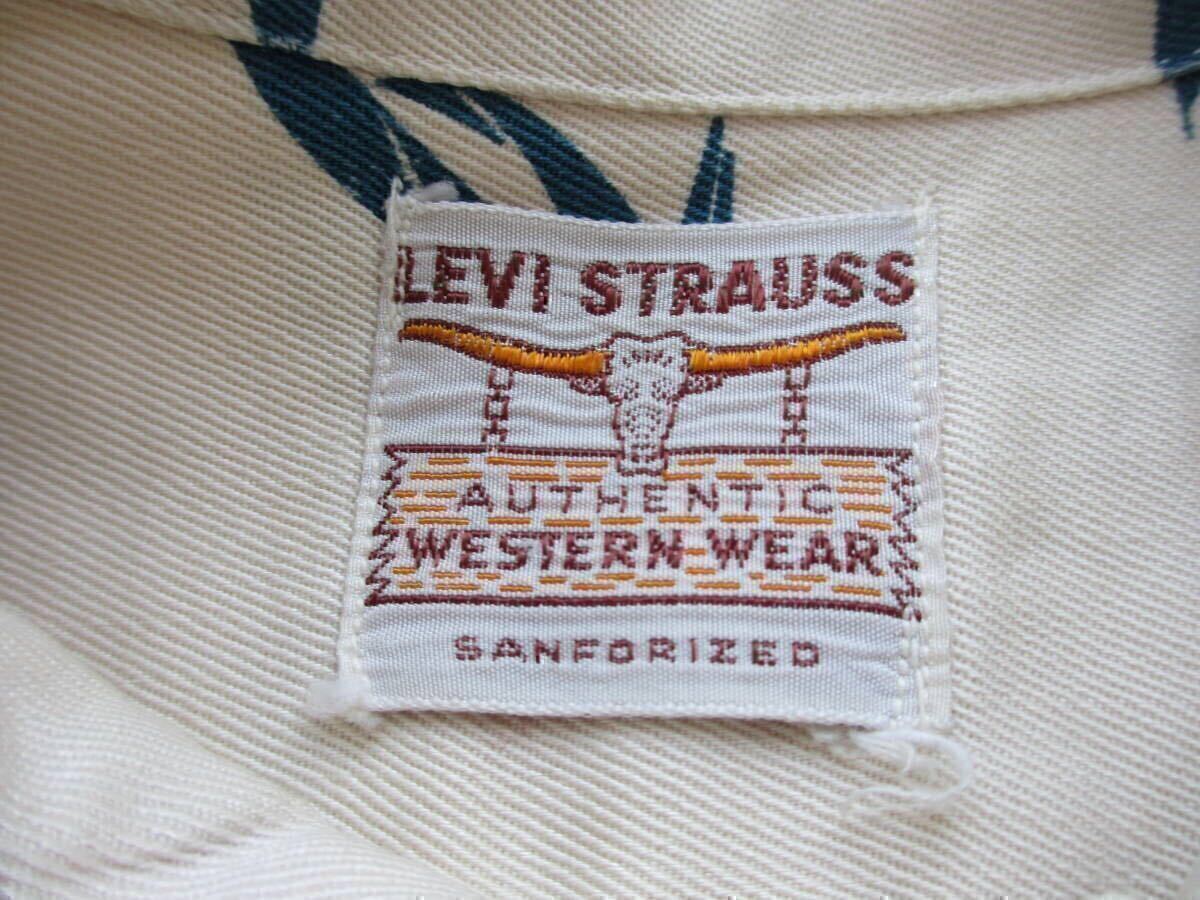 LEVI STRAUSS
AUTHENTIC
WESTERN WEAR
SANFORIZED